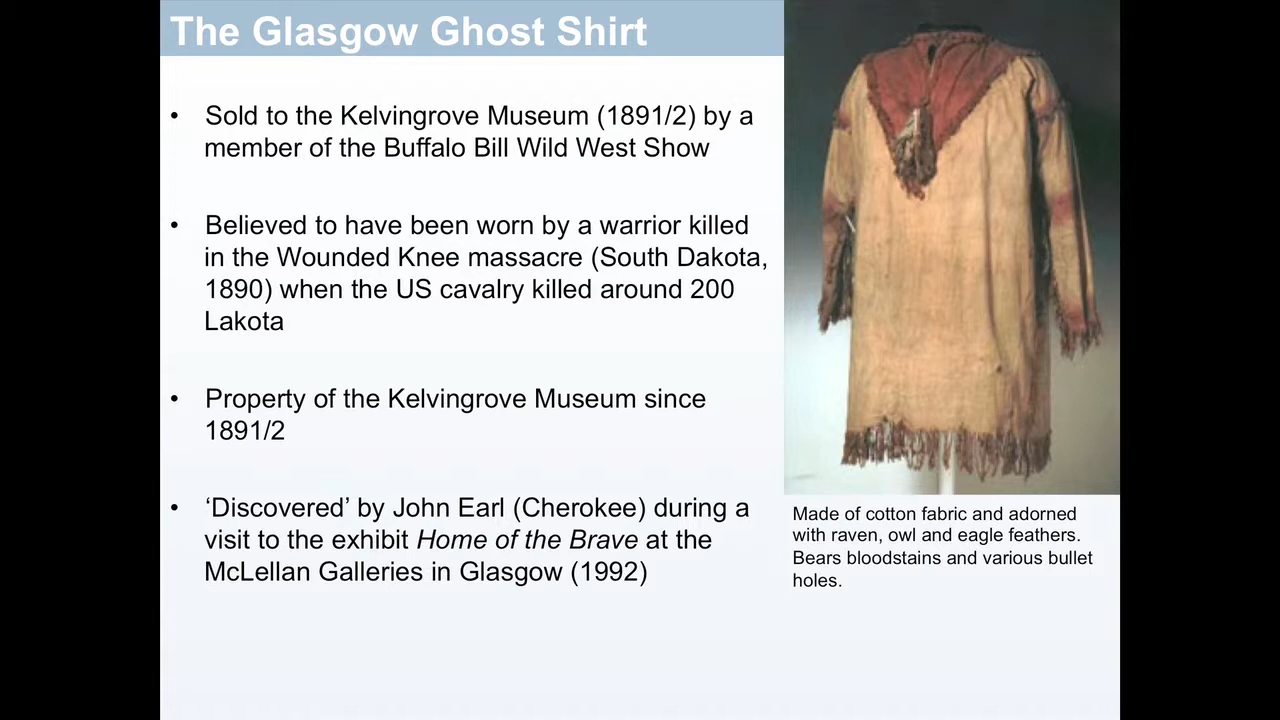 The Glasgow Ghost Shirt
• Sold to the Kelvingrove Museum (1891/2) by a
member of the Buffalo Bill Wild West Show
• Believed to have been worn by a warrior killed
in the Wounded Knee massacre (South Dakota,
1890) when the US cavalry killed around 200
Lakota
• Property of the Kelvingrove Museum since
1891/2
• ‘Discovered’ by John Earl (Cherokee) during a
visit to the exhibit Home of the Brave at the
McLellan Galleries in Glasgow (1992)
Made of cotton fabric and adorned
with raven, owl and eagle feathers.
Bears bloodstains and various bullet
holes.